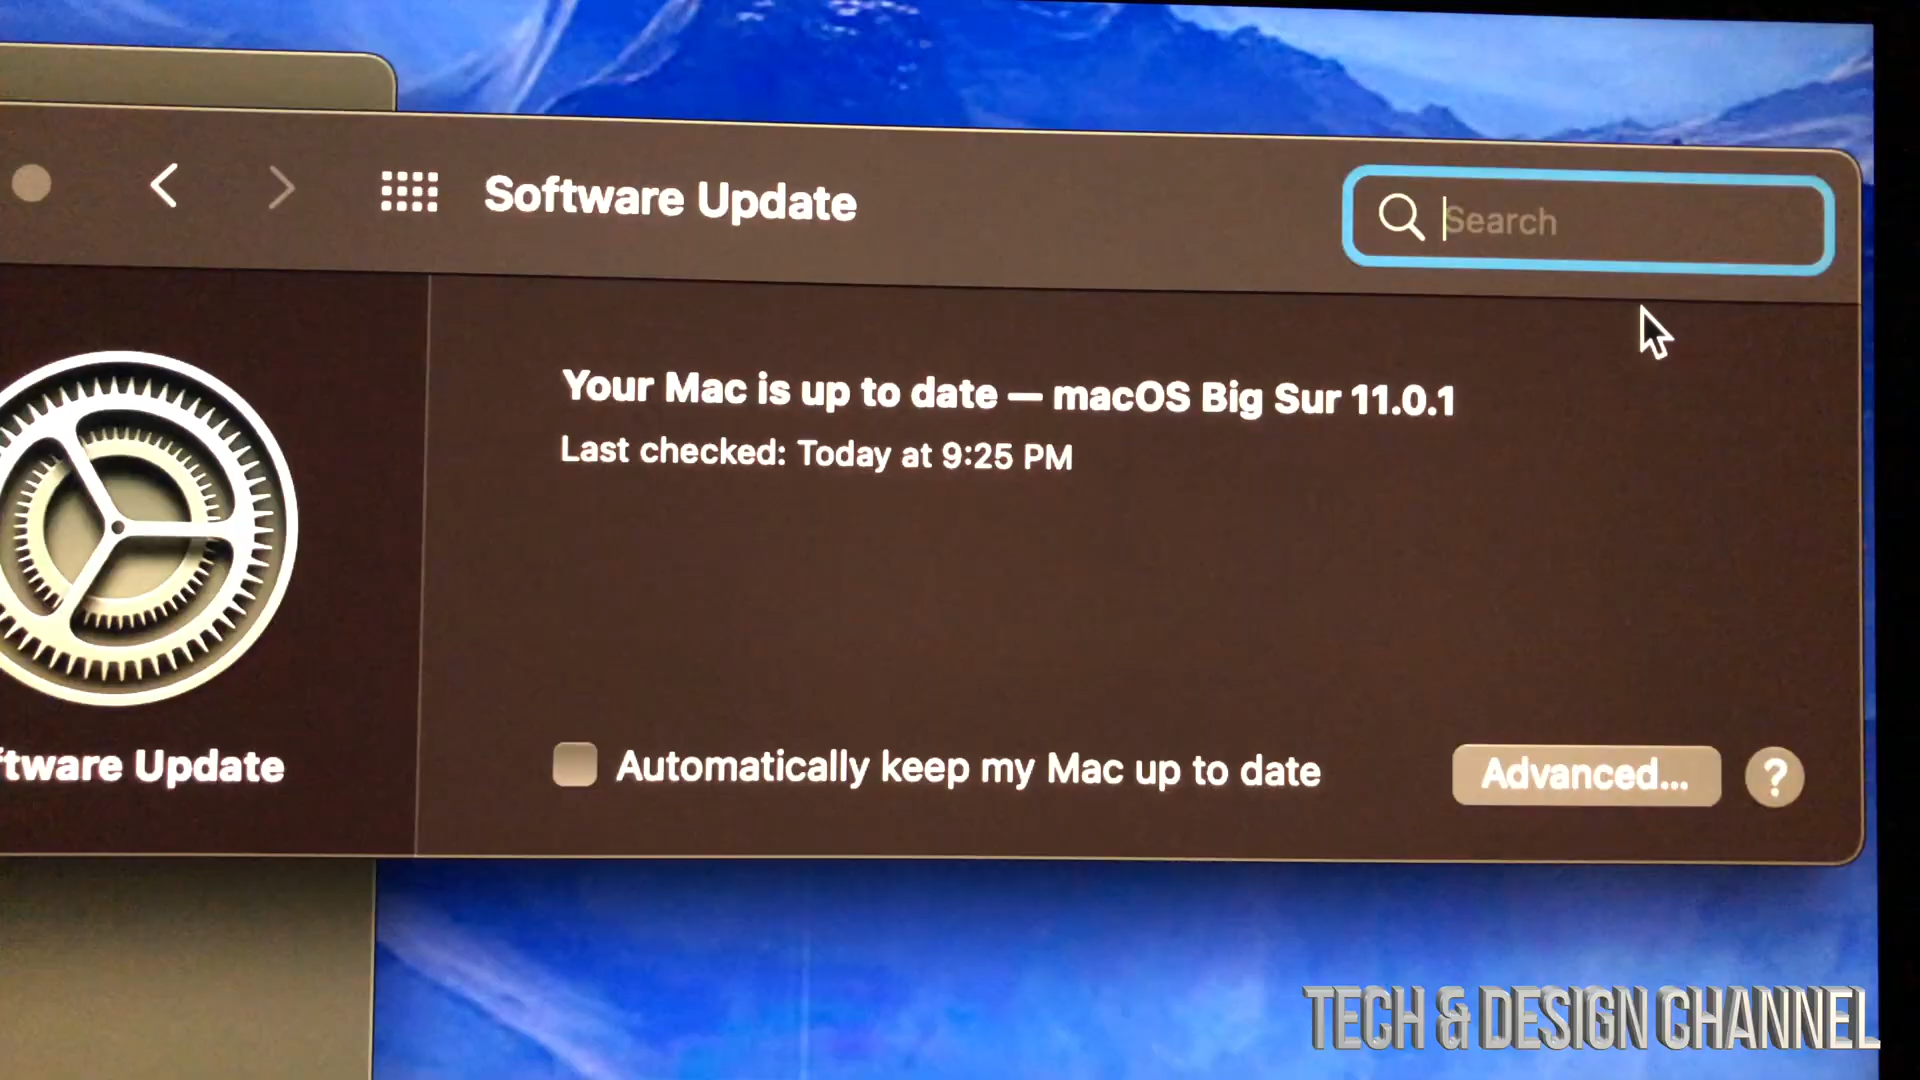 Software Update
Search
Your Mac is up to date — macOS Big Sur 11.0.1
Last checked: Today at 9:25 PM
ftware Update
Automatically keep my Mac up to date
Advanced...
?
TECH & DESIGN CHANNEL